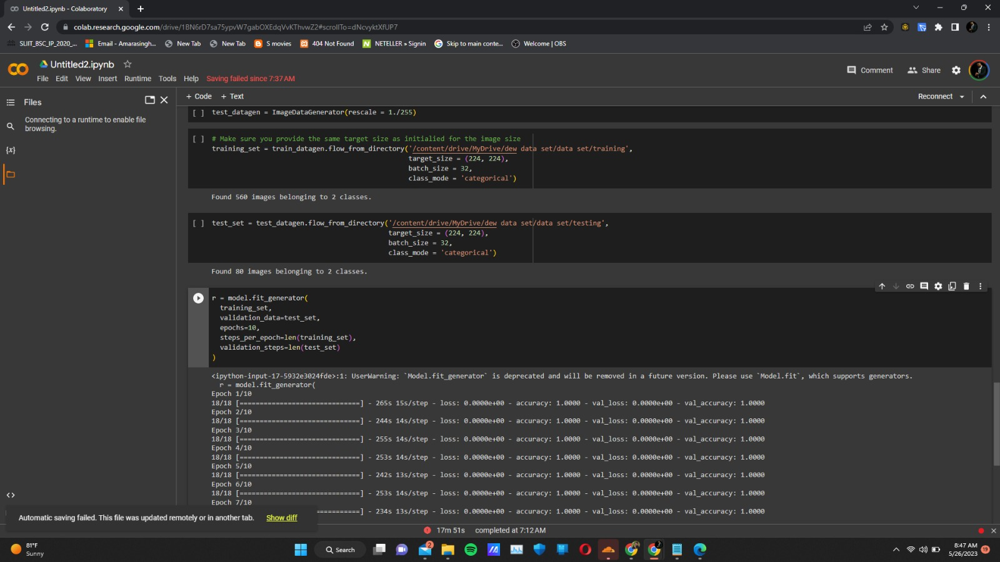 Untitled2.ipynb - Colaboratory
colab.research.google.com/drive/1BN6rD7sa75ypvW7gabOXEdqVvKThvwZ2#scrollTo=dNcvyktXfUP7
SLIIT_BSC_IP_2020_...
Email - Amarasingh...
New Tab
New Tab
S movies
404 Not Found
NETELLER » Signin
Skip to main conte...
Welcome | OBS
Untitled2.ipynb
File Edit View Insert Runtime Tools Help Saving failed since 7:37 AM
Comment
Share
Files
Connecting to a runtime to enable file
browsing.
+ Code + Text
Reconnect
{x}
[ ] test_datagen = ImageDataGenerator(rescale = 1./255)
[ ] # Make sure you provide the same target size as initialied for the image size
training_set = train_datagen.flow_from_directory('/content/drive/MyDrive/dew data set/data set/training',
target_size = (224, 224),
batch_size = 32,
class_mode = 'categorical')
Found 560 images belonging to 2 classes.
[ ] test_set = test_datagen.flow_from_directory('/content/drive/MyDrive/dew data set/data set/testing',
target_size = (224, 224),
batch_size = 32,
class_mode = 'categorical')
Found 80 images belonging to 2 classes.
r = model.fit_generator(
training_set,
validation_data=test_set,
epochs=10,
steps_per_epoch=len(training_set),
validation_steps=len(test_set)
)
<ipython-input-17-5932e3024fde>:1: UserWarning: `Model.fit_generator` is deprecated and will be removed in a future version. Please use `Model.fit`, which supports generators.
r = model.fit_generator(
Epoch 1/10
18/18 [==============================] - 265s 15s/step - loss: 0.0000e+00 - accuracy: 1.0000 - val_loss: 0.0000e+00 - val_accuracy: 1.0000
Epoch 2/10
18/18 [==============================] - 244s 14s/step - loss: 0.0000e+00 - accuracy: 1.0000 - val_loss: 0.0000e+00 - val_accuracy: 1.0000
Epoch 3/10
18/18 [==============================] - 255s 14s/step - loss: 0.0000e+00 - accuracy: 1.0000 - val_loss: 0.0000e+00 - val_accuracy: 1.0000
Epoch 4/10
18/18 [==============================] - 253s 14s/step - loss: 0.0000e+00 - accuracy: 1.0000 - val_loss: 0.0000e+00 - val_accuracy: 1.0000
Epoch 5/10
18/18 [==============================] - 242s 13s/step - loss: 0.0000e+00 - accuracy: 1.0000 - val_loss: 0.0000e+00 - val_accuracy: 1.0000
Epoch 6/10
18/18 [==============================] - 253s 14s/step - loss: 0.0000e+00 - accuracy: 1.0000 - val_loss: 0.0000e+00 - val_accuracy: 1.0000
Epoch 7/10
==========] - 234s 13s/step - loss: 0.0000e+00 - accuracy: 1.0000 - val_loss: 0.0000e+00 - val_accuracy: 1.0000
Automatic saving failed. This file was updated remotely or in another tab. Show diff
17m 51s completed at 7:12 AM
81°F
Sunny
Search
2
8:47 AM
5/26/2023
19